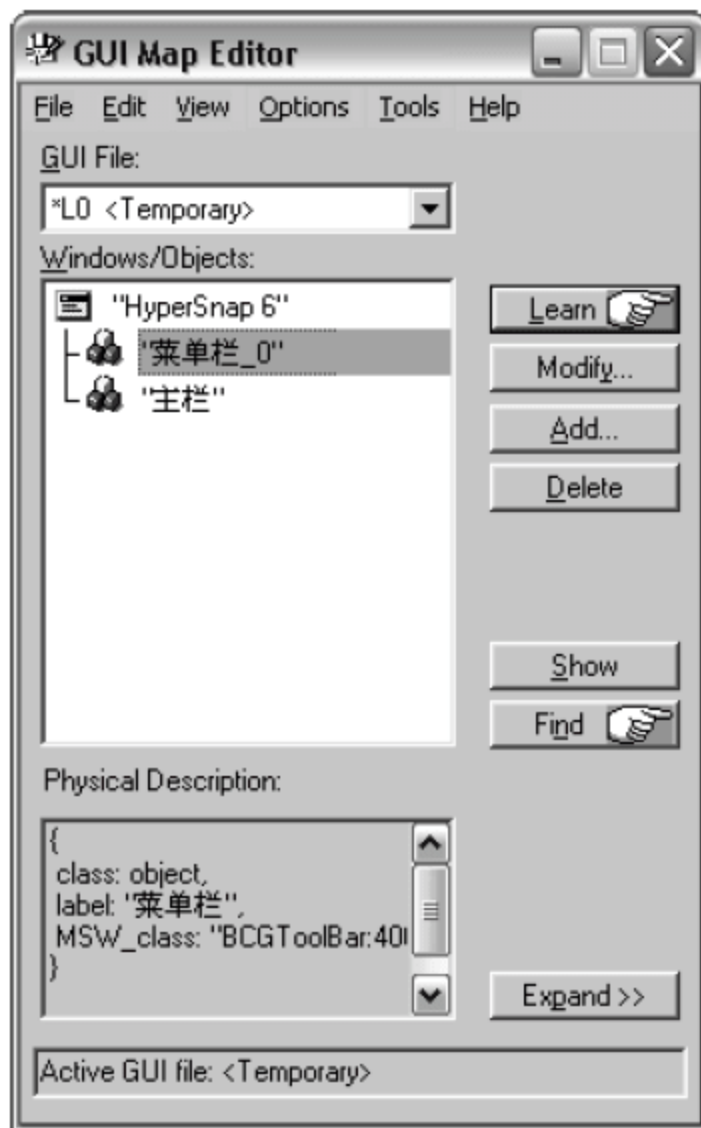 GUI Map Editor
File Edit View Options Tools Help
GUI File:
*L0 <Temporary>
Windows/Objects:
"HyperSnap 6"
"菜单栏_0"
"主栏"
Learn
Modify...
Add...
Delete
Show
Find
Physical Description:
{
class: object,
label: "菜单栏",
MSW_class: "BCGToolBar:400
}
Expand >>
Active GUI file: <Temporary>